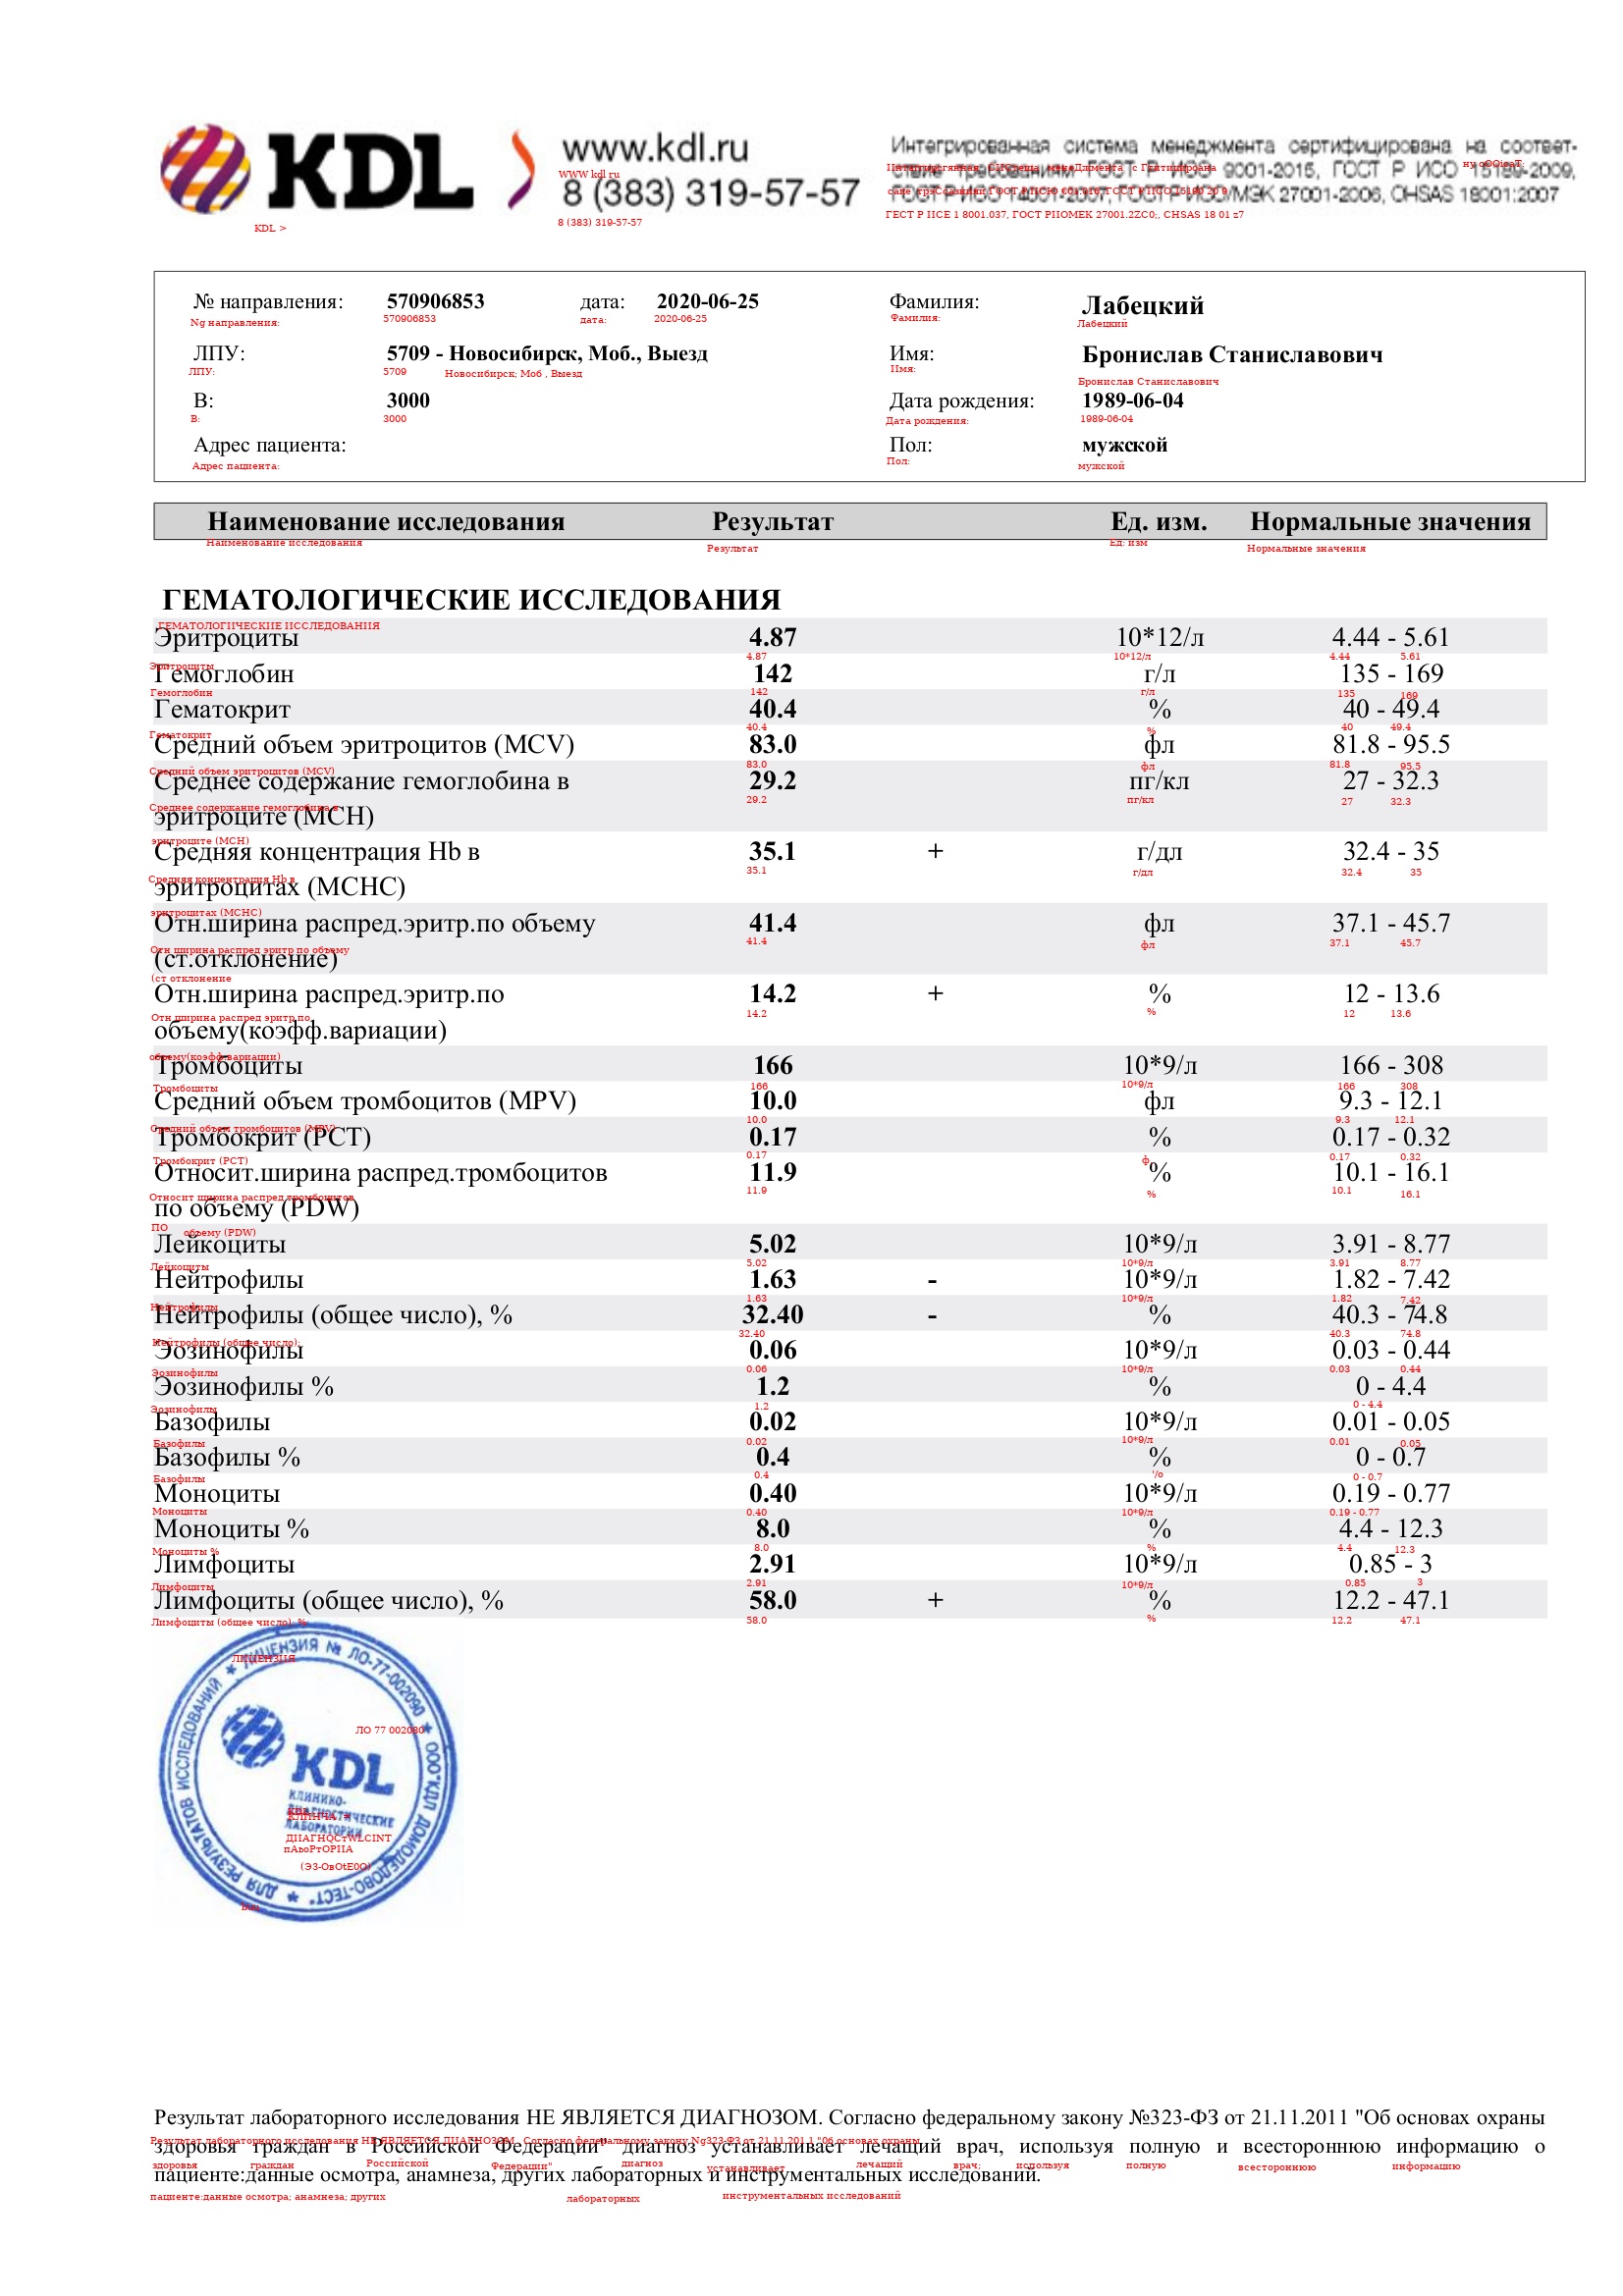 KDL
www.kdl.ru
8 (383) 319-57-57
Интегрированная система менеджмента сертифицирована на соответ-
ствие требованиям ГОСТ Р ИСО 9001-2015, ГОСТ Р ИСО 15189-2009,
ГОСТ Р ИСО 14001-2007, ГОСТ Р ИСО/МЭК 27001-2006, OHSAS 18001:2007
№ направления: 570906853 дата: 2020-06-25 Фамилия: Лабецкий
ЛПУ: 5709 - Новосибирск, Моб., Выезд Имя: Бронислав Станиславович
В: 3000 Дата рождения: 1989-06-04
Адрес пациента: Пол: мужской
Наименование исследования Результат Ед. изм. Нормальные значения
ГЕМАТОЛОГИЧЕСКИЕ ИССЛЕДОВАНИЯ
Эритроциты 4.87 10*12/л 4.44 - 5.61
Гемоглобин 142 г/л 135 - 169
Гематокрит 40.4 % 40 - 49.4
Средний объем эритроцитов (MCV) 83.0 фл 81.8 - 95.5
Среднее содержание гемоглобина в 29.2 пг/кл 27 - 32.3
эритроците (MCH)
Средняя концентрация Hb в 35.1 + г/дл 32.4 - 35
эритроцитах (MCHC)
Отн.ширина распред.эритр.по объему 41.4 фл 37.1 - 45.7
(ст.отклонение)
Отн.ширина распред.эритр.по 14.2 + % 12 - 13.6
объему(коэфф.вариации)
Тромбоциты 166 10*9/л 166 - 308
Средний объем тромбоцитов (MPV) 10.0 фл 9.3 - 12.1
Тромбокрит (PCT) 0.17 % 0.17 - 0.32
Относит.ширина распред.тромбоцитов 11.9 % 10.1 - 16.1
по объему (PDW)
Лейкоциты 5.02 10*9/л 3.91 - 8.77
Нейтрофилы 1.63 - 10*9/л 1.82 - 7.42
Нейтрофилы (общее число), % 32.40 - % 40.3 - 74.8
Эозинофилы 0.06 10*9/л 0.03 - 0.44
Эозинофилы % 1.2 % 0 - 4.4
Базофилы 0.02 10*9/л 0.01 - 0.05
Базофилы % 0.4 % 0 - 0.7
Моноциты 0.40 10*9/л 0.19 - 0.77
Моноциты % 8.0 % 4.4 - 12.3
Лимфоциты 2.91 10*9/л 0.85 - 3
Лимфоциты (общее число), % 58.0 + % 12.2 - 47.1
★ ЛИЦЕНЗИЯ № ЛО-77-002090 ★ ООО"КДЛ ДОМОДЕДОВО-ТЕСТ" ★ ДЛЯ РЕЗУЛЬТАТОВ ИССЛЕДОВАНИЙ
KDL
КЛИНИКО-
ДИАГНОСТИЧЕСКИЕ
ЛАБОРАТОРИИ
Результат лабораторного исследования НЕ ЯВЛЯЕТСЯ ДИАГНОЗОМ. Согласно федеральному закону №323-ФЗ от 21.11.2011 "Об основах охраны
здоровья граждан в Российской Федерации" диагноз устанавливает лечащий врач, используя полную и всестороннюю информацию о
пациенте:данные осмотра, анамнеза, других лабораторных и инструментальных исследований.